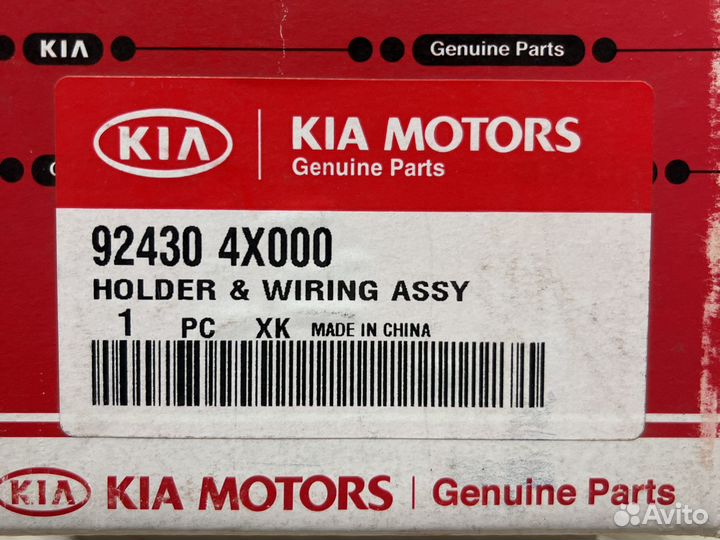 KIA
Genuine Parts
KIA
KIA MOTORS
Genuine Parts
92430 4X000
HOLDER & WIRING ASSY
1 PC XK MADE IN CHINA
KIA KIA MOTORS Genuine Parts
Avito